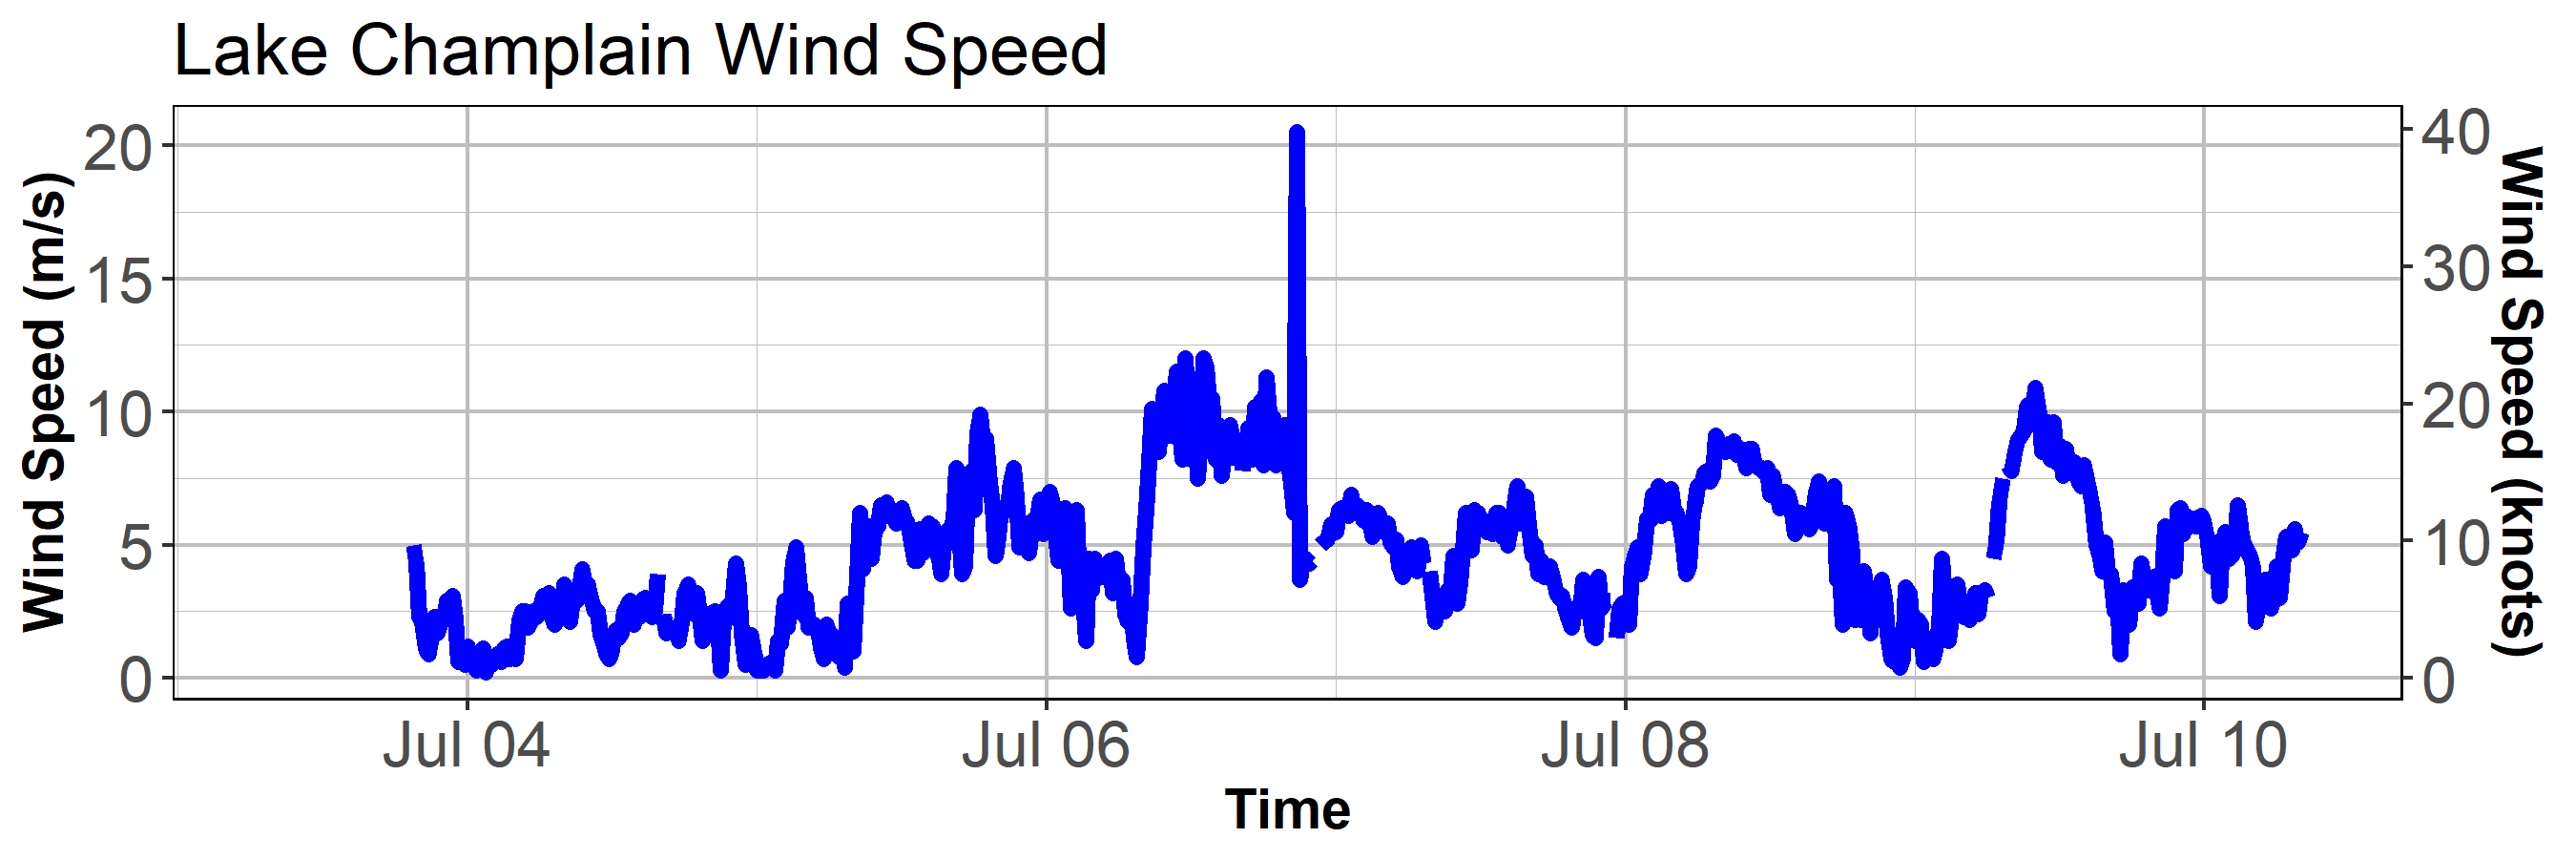 Lake Champlain Wind Speed
Wind Speed (m/s)
20
15
10
5
0
40
30
20
10
0
Wind Speed (knots)
Jul 04
Jul 06
Jul 08
Jul 10
Time